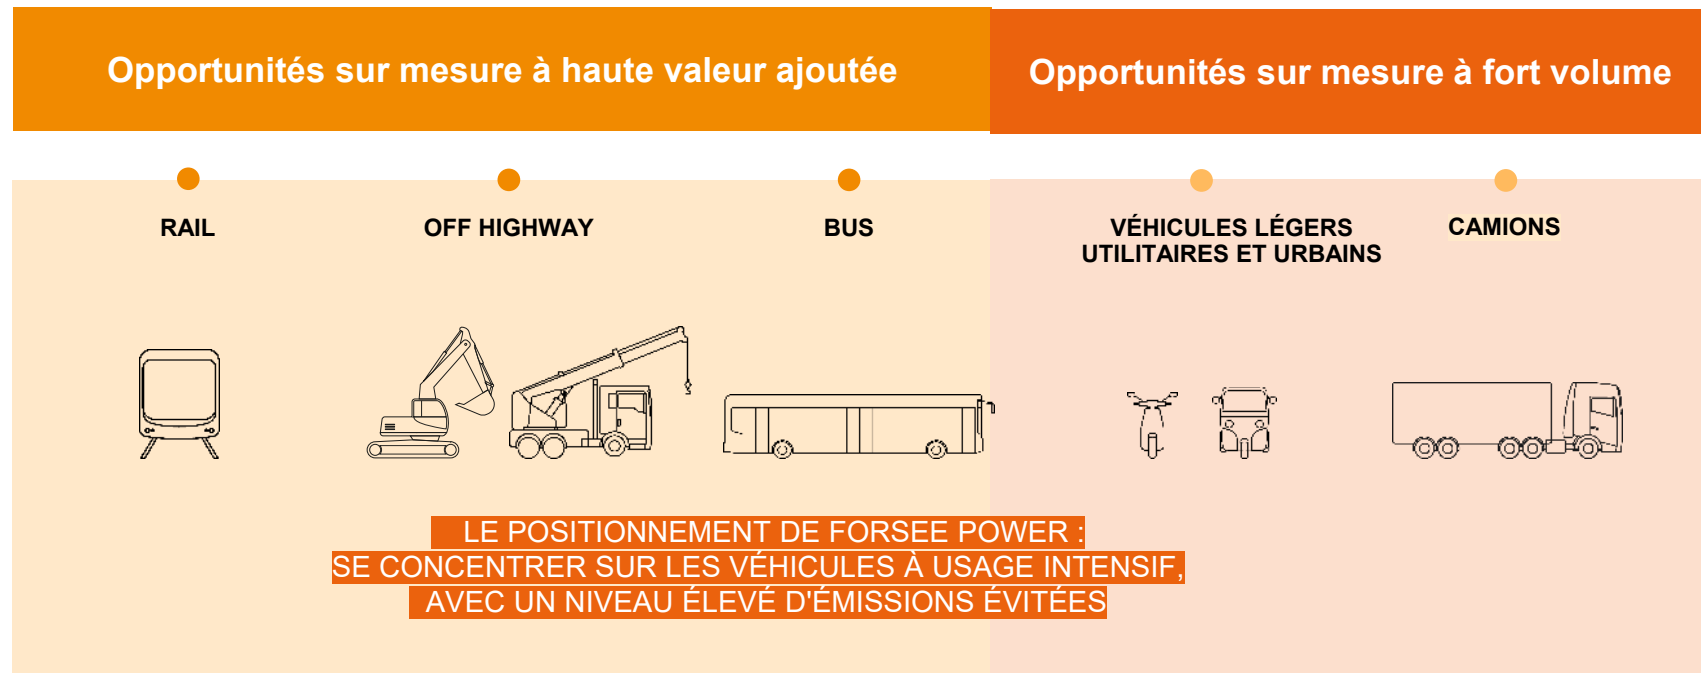 Opportunités sur mesure à haute valeur ajoutée
Opportunités sur mesure à fort volume
RAIL
OFF HIGHWAY
BUS
VÉHICULES LÉGERS
UTILITAIRES ET URBAINS
CAMIONS
LE POSITIONNEMENT DE FORSEE POWER :
SE CONCENTRER SUR LES VÉHICULES À USAGE INTENSIF,
AVEC UN NIVEAU ÉLEVÉ D'ÉMISSIONS ÉVITÉES